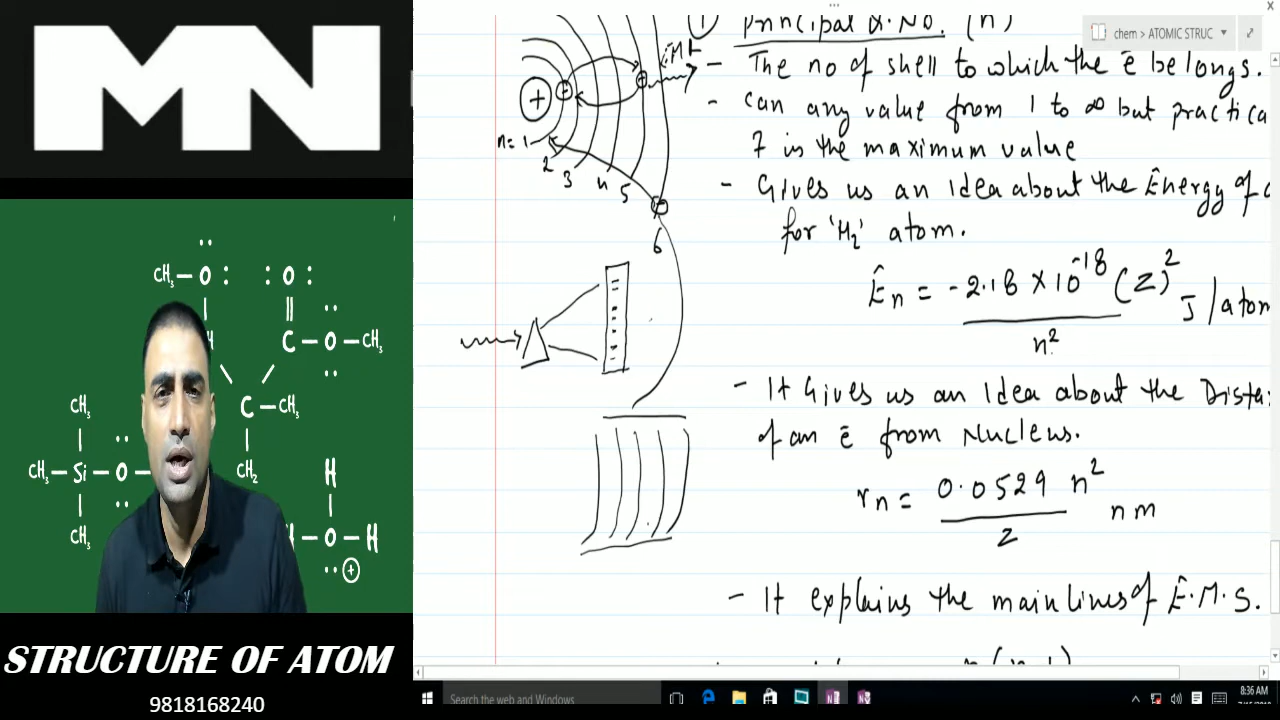 MN
CH₃ — O :
: O :
C — O — CH₃
CH₃
C — CH₃
CH₃ — Si — O —
CH₂
H
CH₃
O — H
STRUCTURE OF ATOM
9818168240
① principal Q.No. (n)
chem > ATOMIC STRUC
- The no of shell to which the ē belongs.
- can any value from 1 to ∞ but practica
7 is the maximum value
- Gives us an Idea about the Energy of
for 'H₂' atom.
n = 1
2
3
4
5
6
En = -2.18 × 10⁻¹⁸ (Z)² J/atom
n²
- It Gives us an Idea about the Dista
of an ē from Nucleus.
rn = 0.0529 n² nm
Z
- It explains the main lines of E.M.S.
Search the web and Windows
8:36 AM